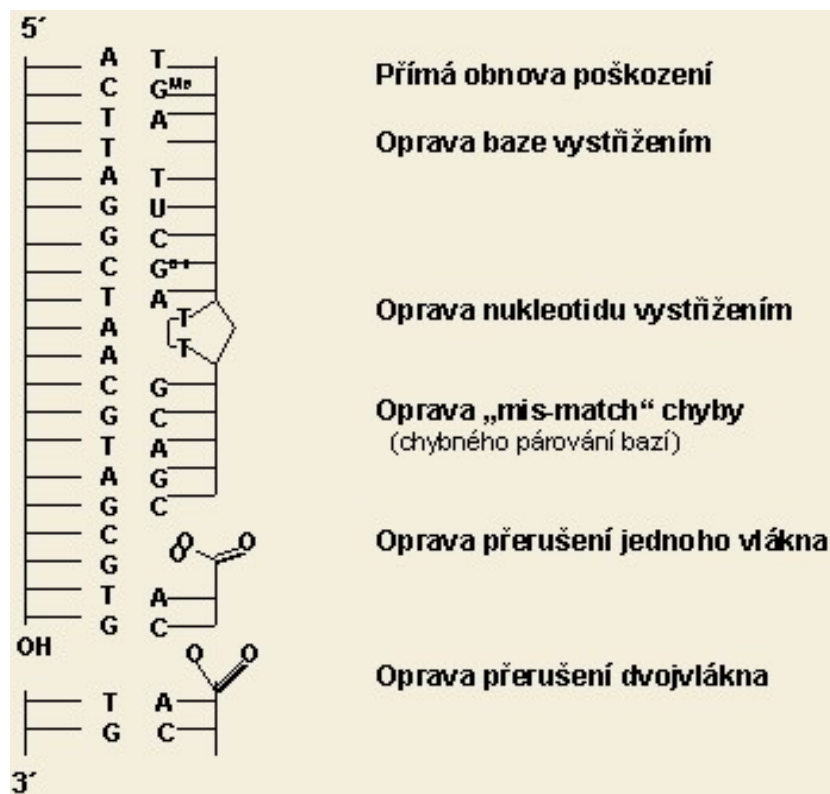 5´
A T
Přímá obnova poškození
C GMe
T A
Oprava baze vystřižením
T
A T
G U
G C
C G
T A
Oprava nukleotidu vystřižením
A T
A T
C G
Oprava „mis-match“ chyby
G C
(chybného párování bazí)
T A
A G
G C
C
O O O
Oprava přerušení jednoho vlákna
G
T A
G C
OH
O O
Oprava přerušení dvojvlákna
T A
G C
3´